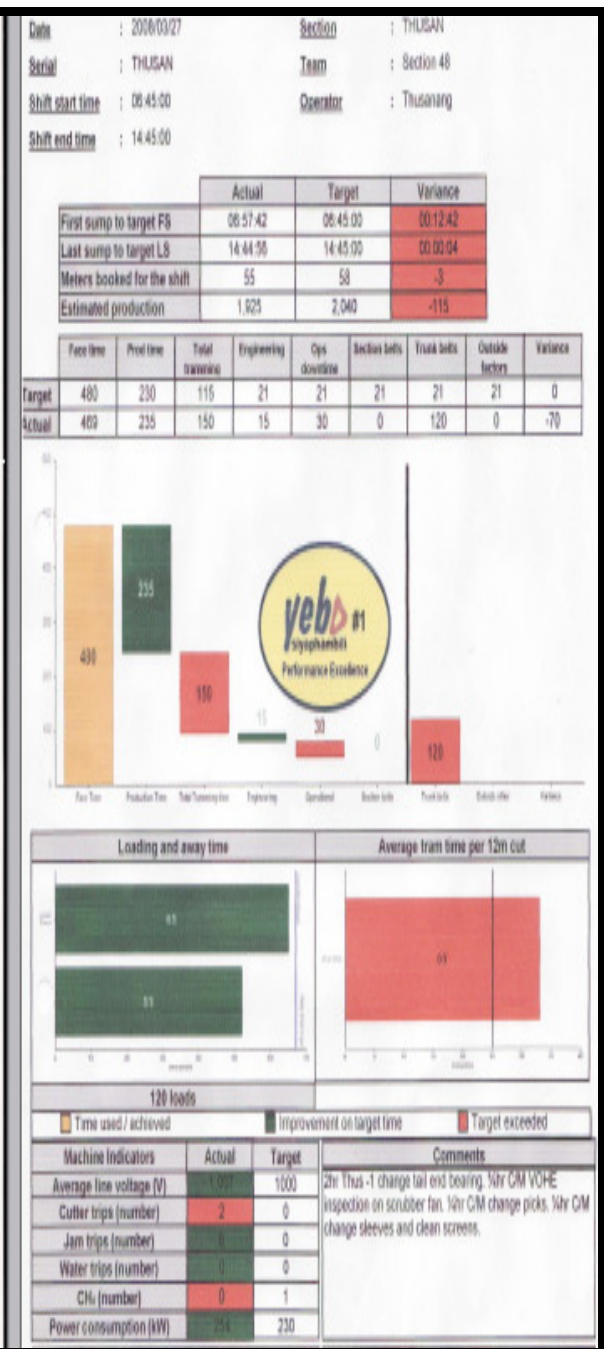 Date : 2008/03/27 Section : THUSAN
Serial : THUSAN Team : Section 48
Shift start time : 06:45:00 Operator : Thusanang
Shift end time : 14:45:00
Actual Target Variance
First sump to target FS 06:57:42 06:45:00 00:12:42
Last sump to target LS 14:44:56 14:45:00 00:00:04
Meters booked for the shift 55 58 -3
Estimated production 1,925 2,040 -115
Face time Prod time Total tramming Engineering Ops downtime Section belts Trunk belts Outside factors Variance
Target 480 230 115 21 21 21 21 21 0
Actual 469 235 150 15 30 0 120 0 -70
235
480
150
15
30
0
120
yebo #1
siyaphambili
Performance Excellence
Face Time Production Time Total Tramming time Engineering Operational Section belts Trunk belts Variance
Loading and away time Average tram time per 12m cut
120 loads
Time used / achieved Improvement on target time Target exceeded
Machine Indicators Actual Target
Average line voltage (V) 1000
Cutter trips (number) 2 0
Jam trips (number) 0
Water trips (number) 0 0
CH₄ (number) 0 1
Power consumption (kW) 230
Comments
2hr Thus -1 change tail end bearing. ½hr C/M VOHE
inspection on scrubber fan. ½hr C/M change picks. ½hr C/M
change sleeves and clean screens.